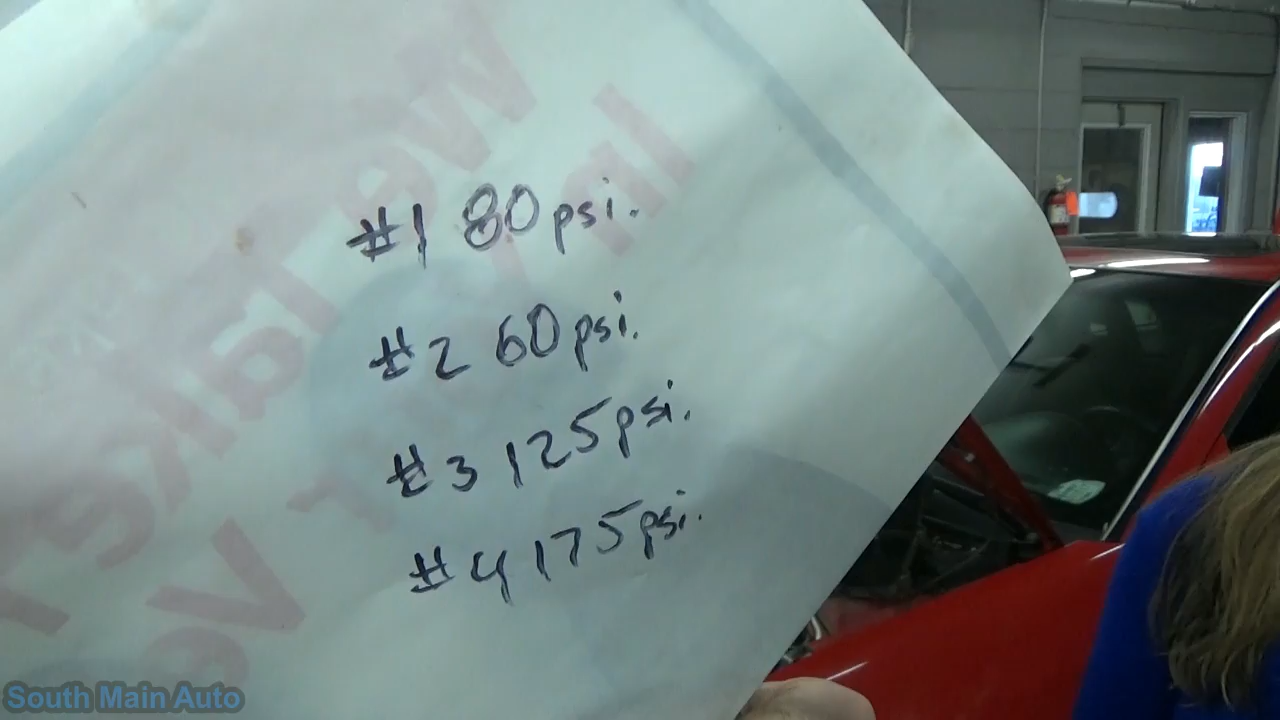 #1 80 psi.
#2 60 psi.
#3 125 psi.
#4 175 psi.
South Main Auto